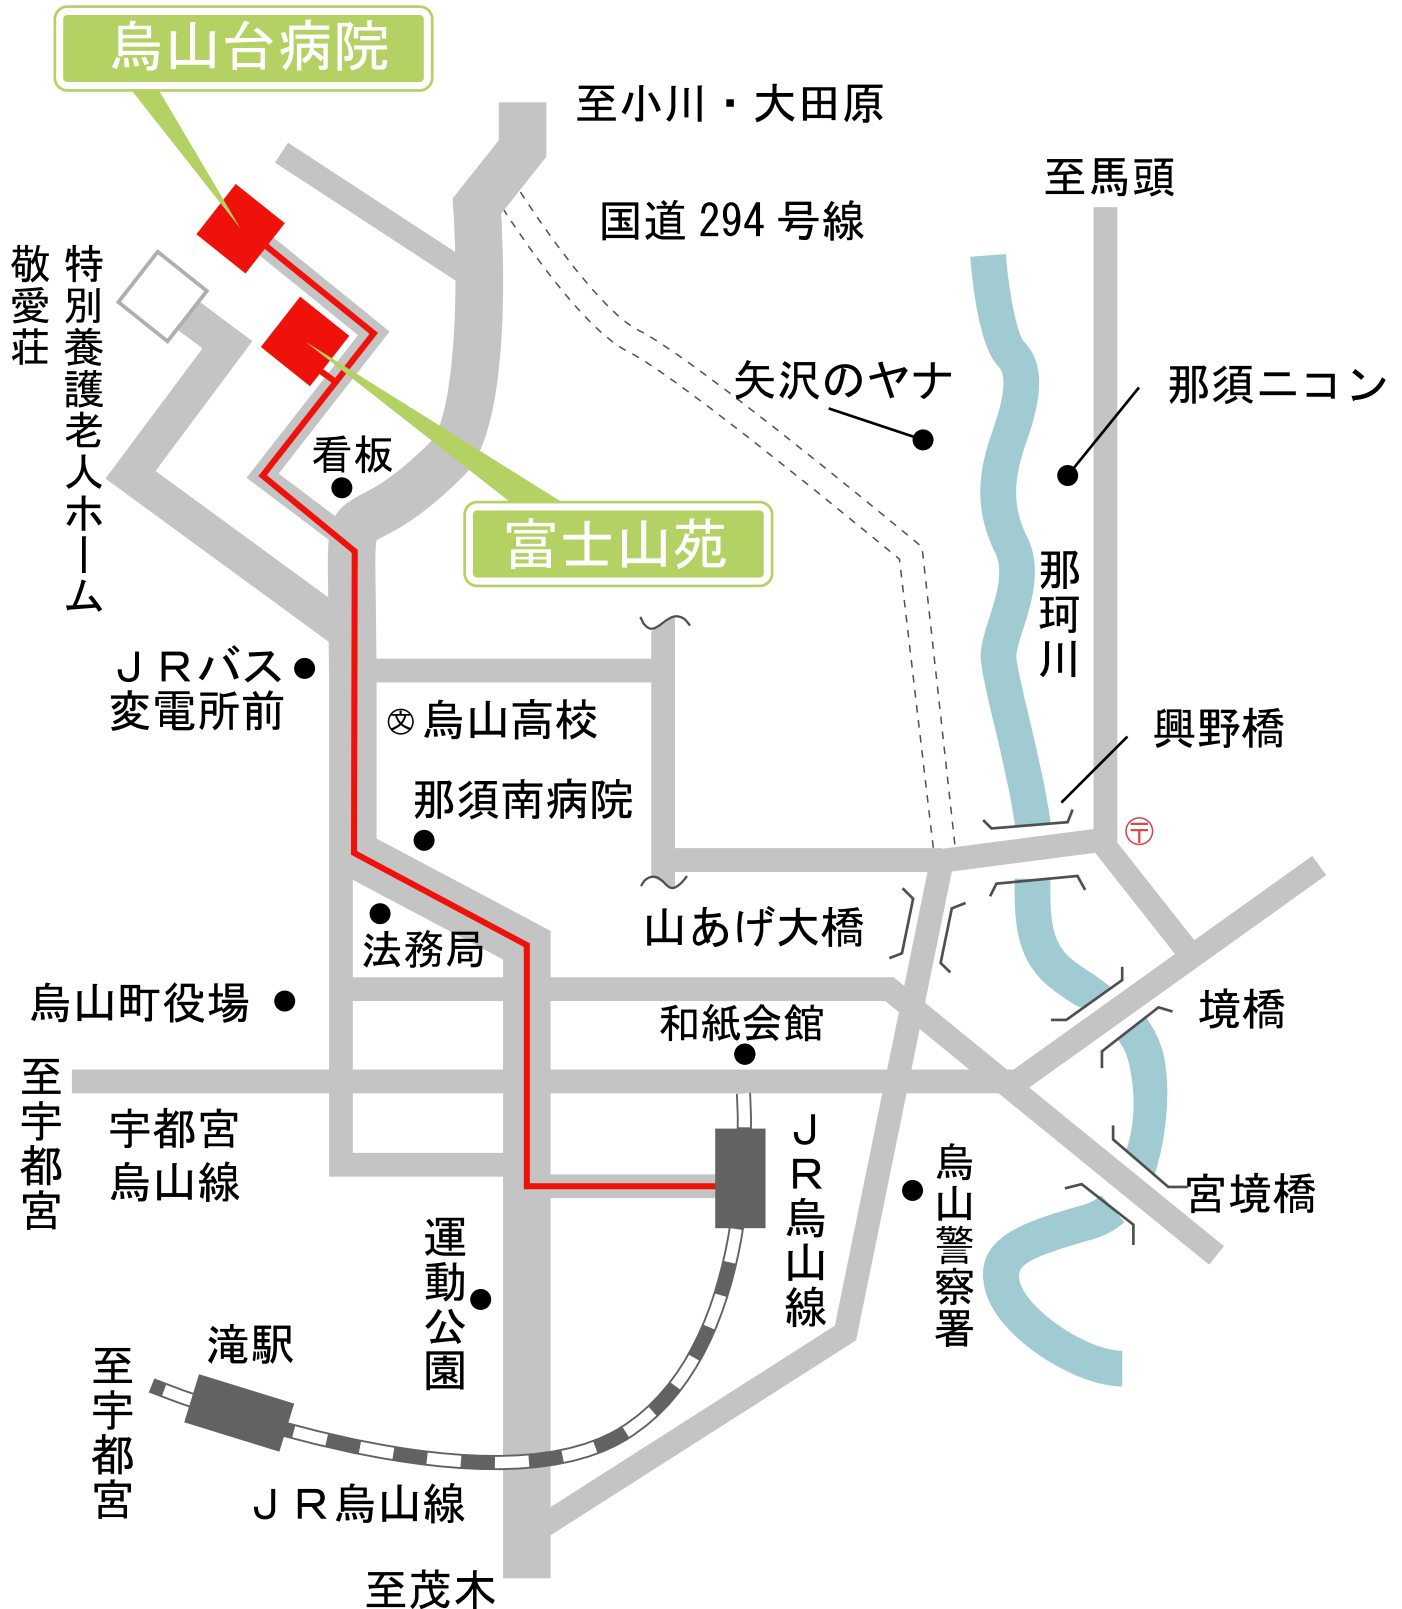 烏山台病院
至小川・大田原
至馬頭
国道294号線
特別養護老人ホーム
敬愛荘
矢沢のヤナ
那須ニコン
看板
富士山苑
那珂川
JRバス
変電所前
文
烏山高校
興野橋
那須南病院
〒
山あげ大橋
法務局
烏山町役場
和紙会館
境橋
至宇都宮
宇都宮
烏山線
JR烏山線
烏山警察署
宮境橋
運動公園
滝駅
至宇都宮
JR烏山線
至茂木